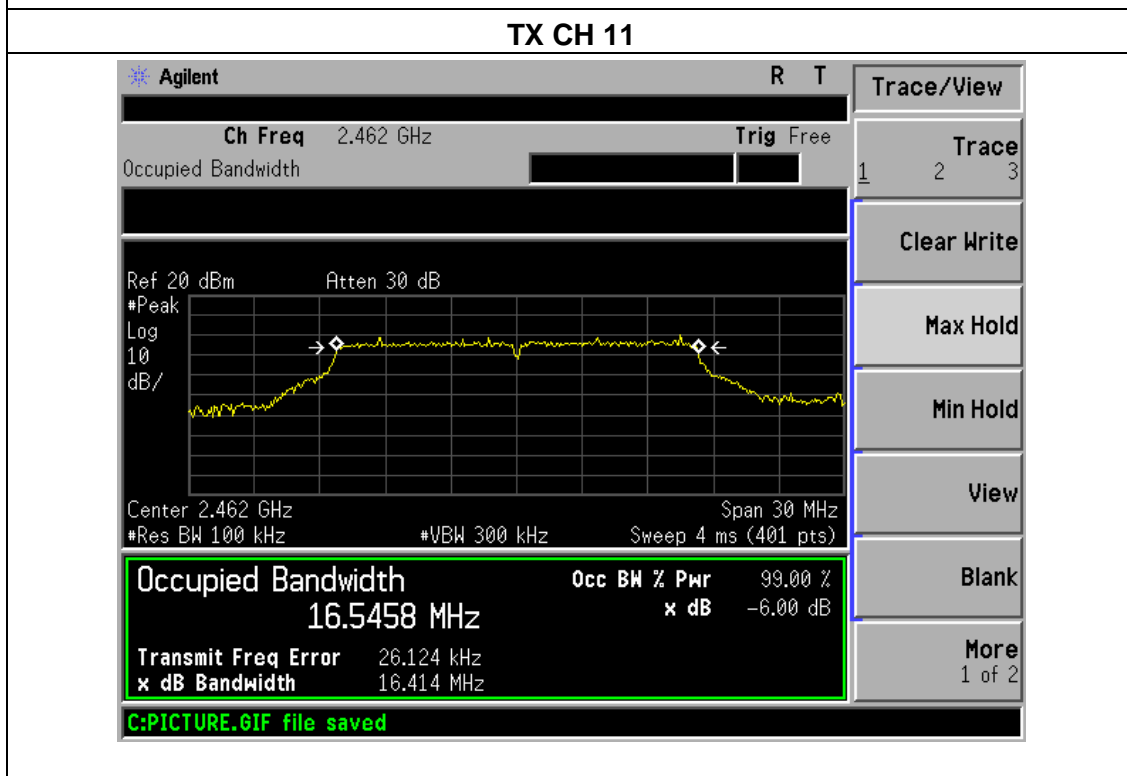 TX CH 11
Agilent R T
Ch Freq 2.462 GHz Trig Free
Occupied Bandwidth
Ref 20 dBm Atten 30 dB
#Peak
Log
10
dB/
Center 2.462 GHz Span 30 MHz
#Res BW 100 kHz #VBW 300 kHz Sweep 4 ms (401 pts)
Occupied Bandwidth Occ BW % Pwr 99.00 %
16.5458 MHz x dB -6.00 dB
Transmit Freq Error 26.124 kHz
x dB Bandwidth 16.414 MHz
C:PICTURE.GIF file saved
Trace/View
Trace
1 2 3
Clear Write
Max Hold
Min Hold
View
Blank
More
1 of 2